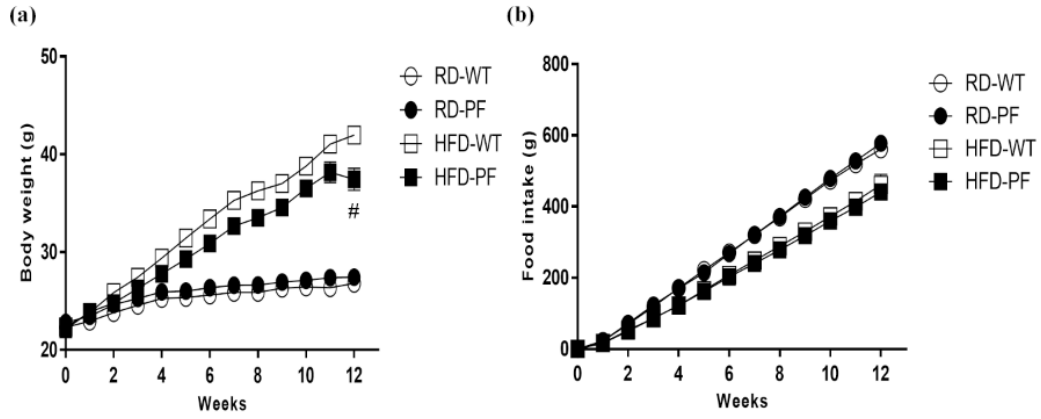 (a)
50
40
30
20
Body weight (g)
0 2 4 6 8 10 12
Weeks
#
RD-WT
RD-PF
HFD-WT
HFD-PF
(b)
800
600
400
200
0
Food intake (g)
0 2 4 6 8 10 12
Weeks
RD-WT
RD-PF
HFD-WT
HFD-PF